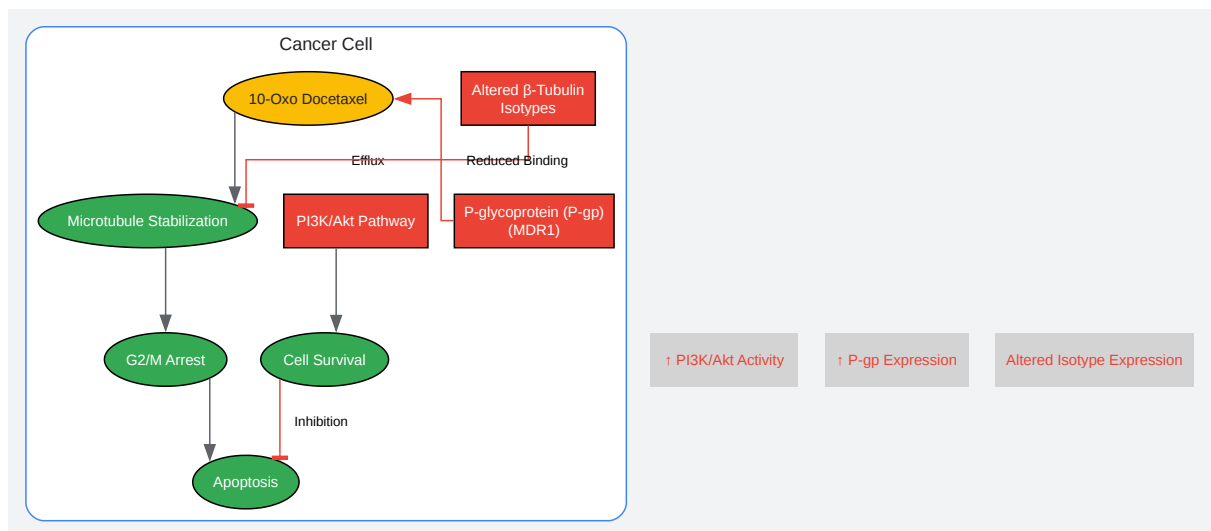 Cancer Cell
10-Oxo Docetaxel
Altered β-Tubulin
Isotypes
Efflux
Reduced Binding
Microtubule Stabilization
PI3K/Akt Pathway
P-glycoprotein (P-gp)
(MDR1)
G2/M Arrest
Cell Survival
↑ PI3K/Akt Activity
↑ P-gp Expression
Altered Isotype Expression
Inhibition
Apoptosis